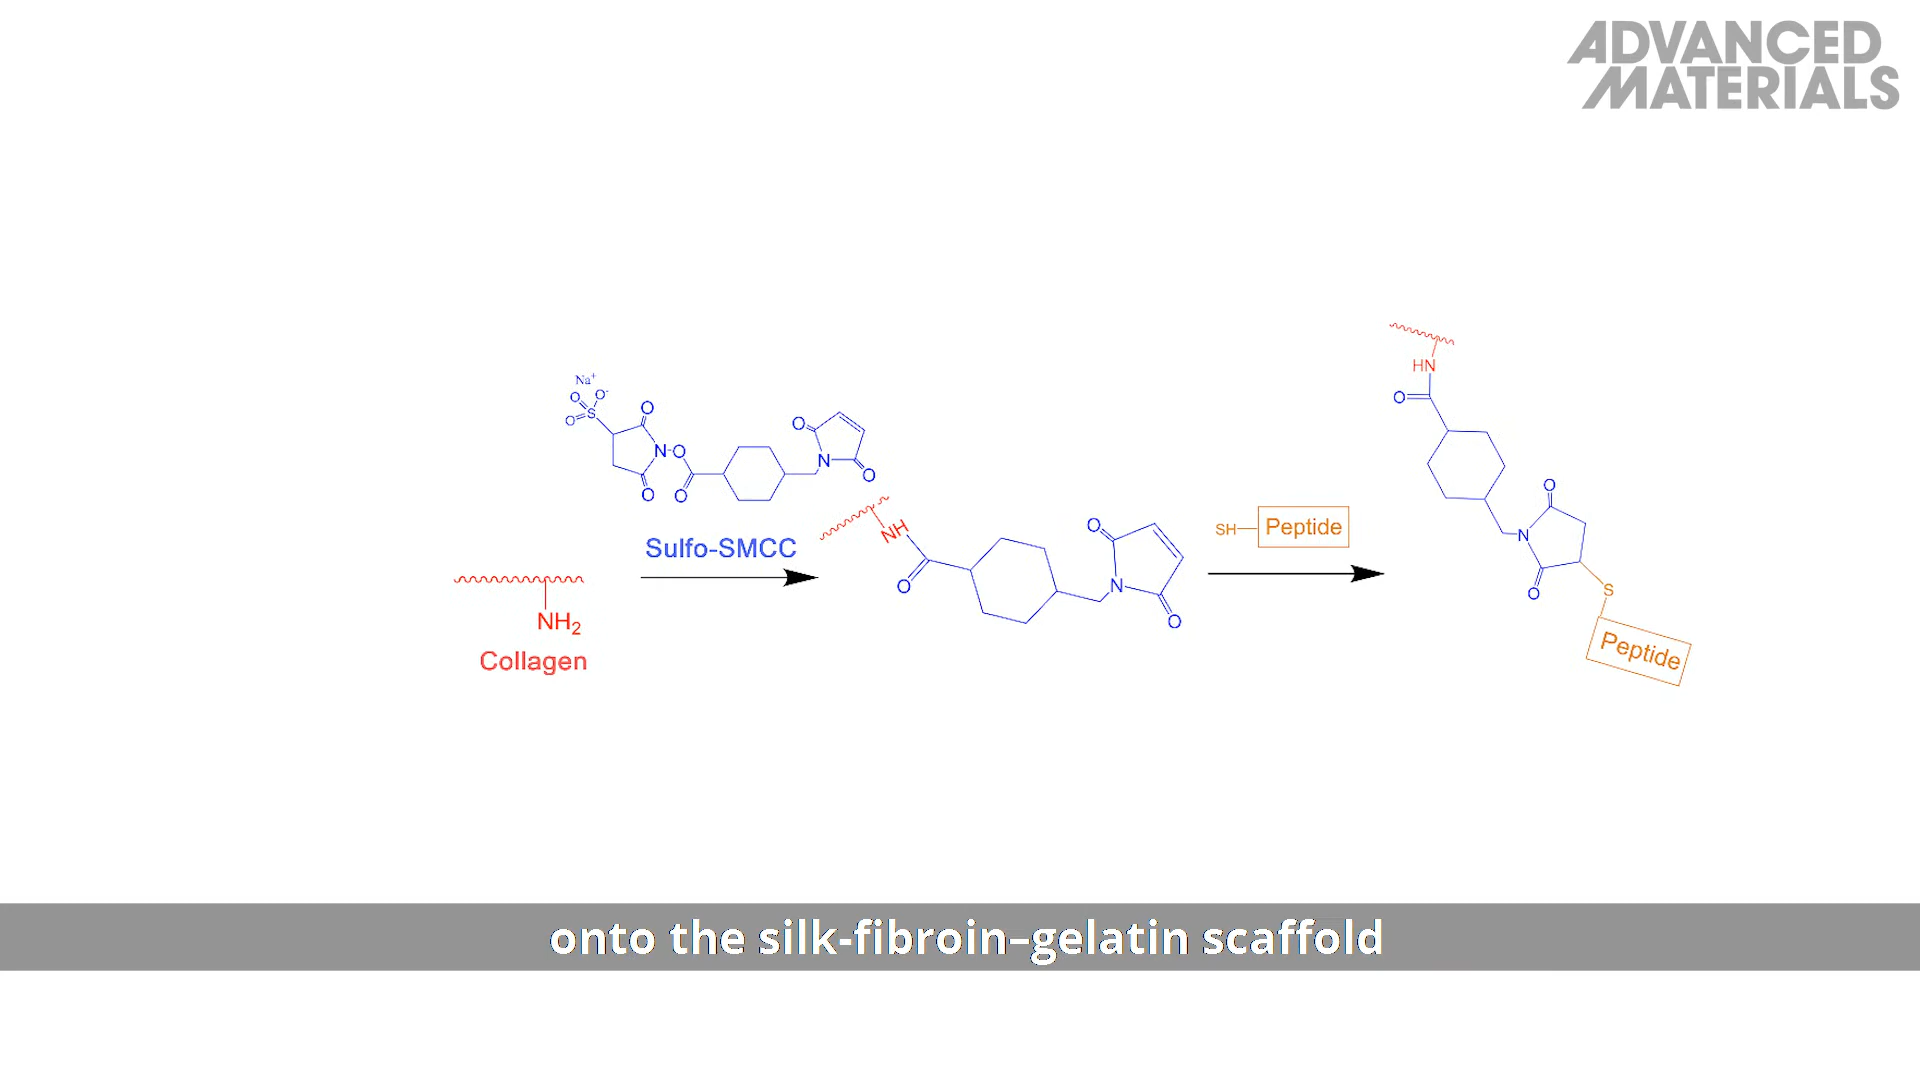 ADVANCED
MATERIALS
Na+
O
O-
O
S
O
N
O
O
O
O
N
O
Sulfo-SMCC
NH2
Collagen
NH
O
O
N
O
SH
Peptide
HN
O
O
N
O
S
Peptide
onto the silk-fibroin–gelatin scaffold